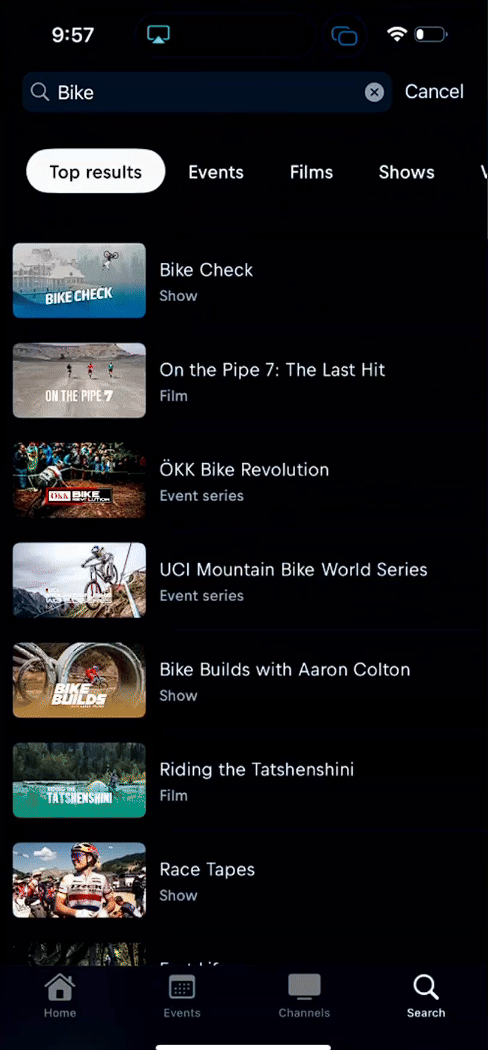 9:57
Bike
Cancel
Top results
Events
Films
Shows
BIKE CHECK
Bike Check
Show
ON THE PIPE 7
On the Pipe 7: The Last Hit
Film
ÖKK BIKE
REVOLUTION
ÖKK Bike Revolution
Event series
UCI Mountain Bike World Series
Event series
BIKE
BUILDS
Bike Builds with Aaron Colton
Show
RIDING THE
TATSHENSHINI
Riding the Tatshenshini
Film
TREK
Race Tapes
Show
Home
Events
Channels
Search